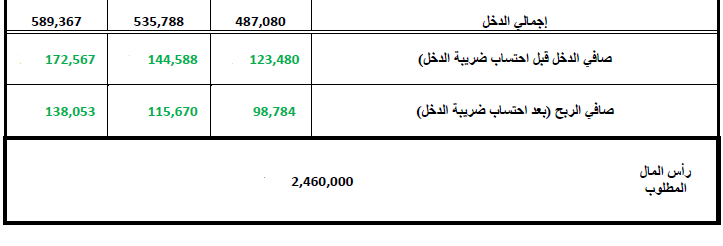 إجمالي الدخل 487,080 535,788 589,367
صافي الدخل قبل احتساب ضريبة الدخل) 123,480 144,588 172,567
صافي الربح (بعد احتساب ضريبة الدخل) 98,784 115,670 138,053
رأس المال
المطلوب
2,460,000